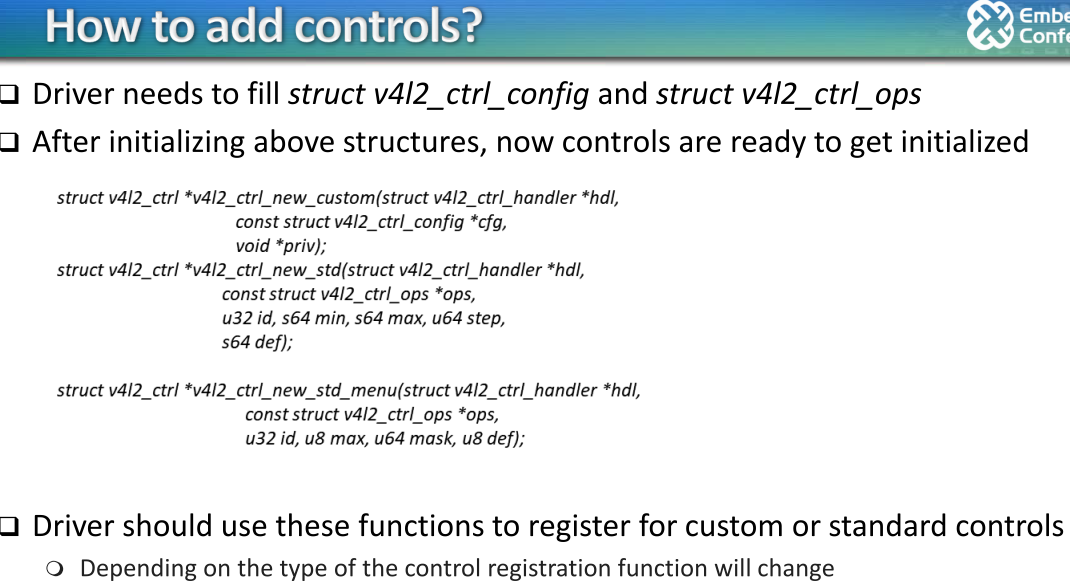 How to add controls?
Embe
Confe
Driver needs to fill struct v4l2_ctrl_config and struct v4l2_ctrl_ops
After initializing above structures, now controls are ready to get initialized
struct v4l2_ctrl *v4l2_ctrl_new_custom(struct v4l2_ctrl_handler *hdl,
const struct v4l2_ctrl_config *cfg,
void *priv);
struct v4l2_ctrl *v4l2_ctrl_new_std(struct v4l2_ctrl_handler *hdl,
const struct v4l2_ctrl_ops *ops,
u32 id, s64 min, s64 max, u64 step,
s64 def);
struct v4l2_ctrl *v4l2_ctrl_new_std_menu(struct v4l2_ctrl_handler *hdl,
const struct v4l2_ctrl_ops *ops,
u32 id, u8 max, u64 mask, u8 def);
Driver should use these functions to register for custom or standard controls
Depending on the type of the control registration function will change